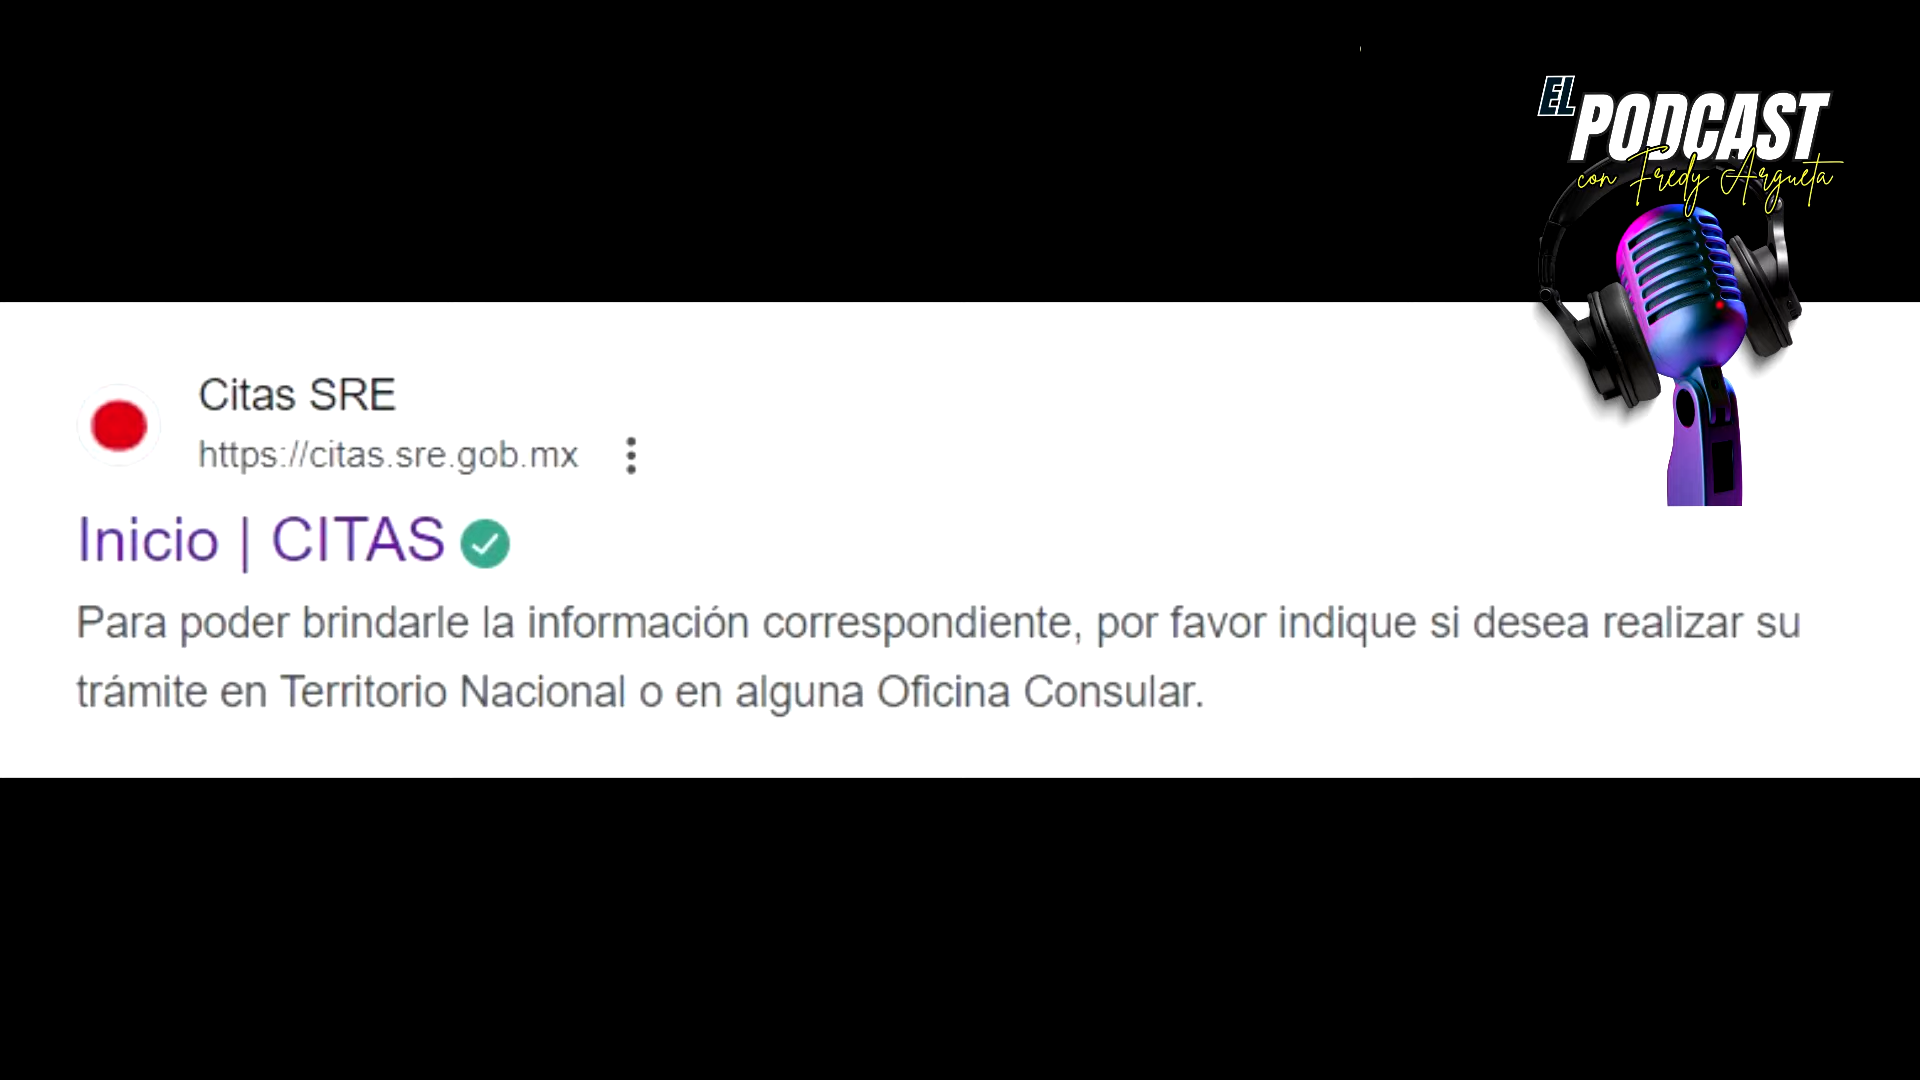 EL
PODCAST
con Fredy Argueta
Citas SRE
https://citas.sre.gob.mx
Inicio | CITAS
Para poder brindarle la información correspondiente, por favor indique si desea realizar su
trámite en Territorio Nacional o en alguna Oficina Consular.